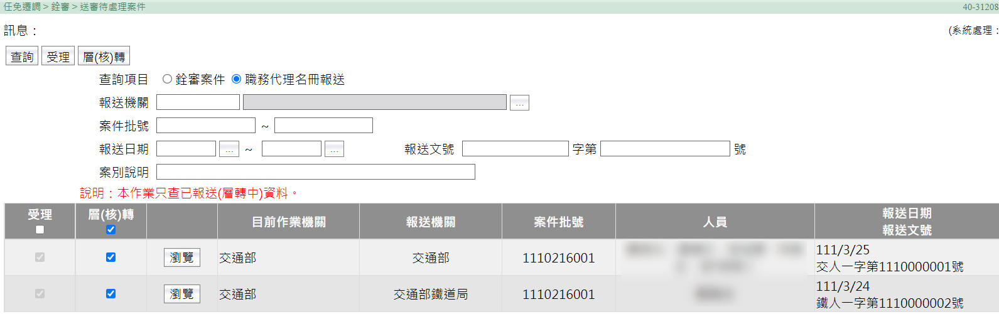 任免遷調 > 銓審 > 送審待處理案件 40-31208
訊息： (系統處理：
查詢 受理 層(核)轉
查詢項目 銓審案件 職務代理名冊報送
報送機關 ...
案件批號 ~
報送日期 ... ~ ... 報送文號 字第 號
案別說明
說明：本作業只查已報送(層轉中)資料。
受理 層(核)轉 目前作業機關 報送機關 案件批號 人員 報送日期
報送文號
瀏覽 交通部 交通部 1110216001 111/3/25
交人一字第1110000001號
瀏覽 交通部 交通部鐵道局 1110216001 111/3/24
鐵人一字第1110000002號